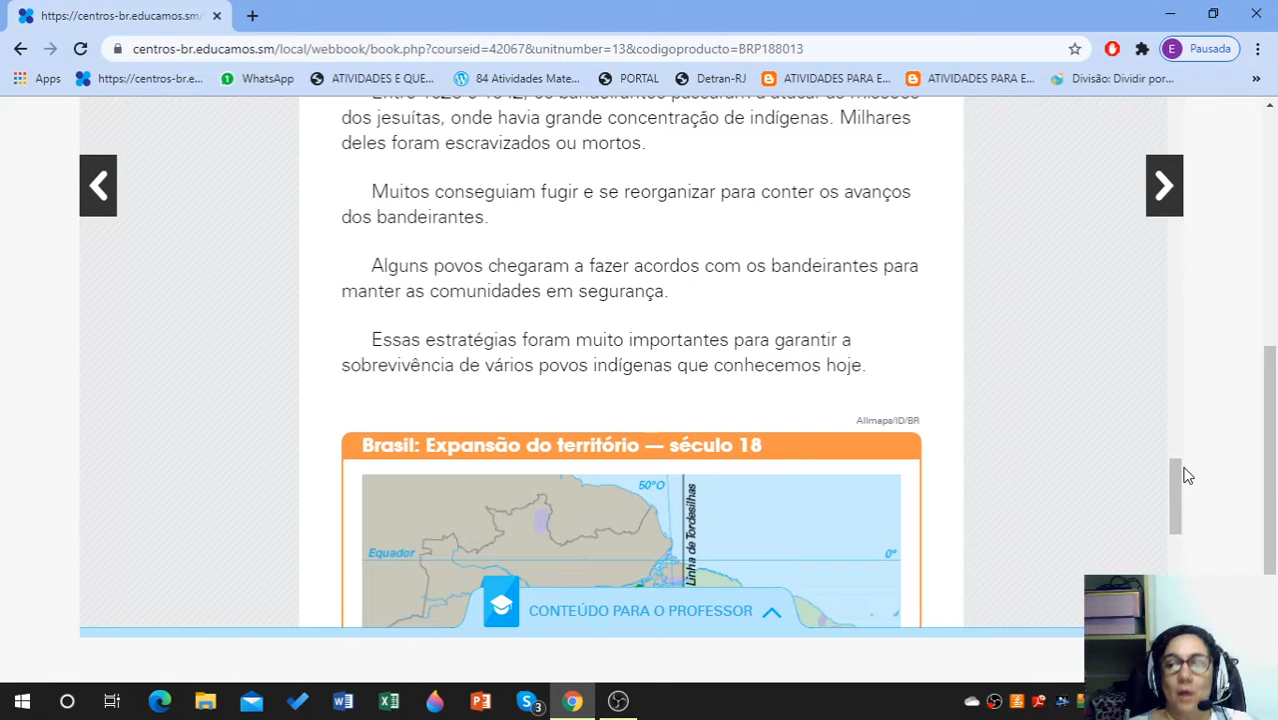 https://centros-br.educamos.sm/
centros-br.educamos.sm/local/webbook/book.php?courseid=42067&unitnumber=13&codigoproducto=BRP188013
E Pausada
Apps https://centros-br.e... WhatsApp ATIVIDADES E QUE... 84 Atividades Mate... PORTAL Detran-RJ ATIVIDADES PARA E... ATIVIDADES PARA E... Divisão: Dividir por... »
dos jesuítas, onde havia grande concentração de indígenas. Milhares
deles foram escravizados ou mortos.
Muitos conseguiam fugir e se reorganizar para conter os avanços
dos bandeirantes.
Alguns povos chegaram a fazer acordos com os bandeirantes para
manter as comunidades em segurança.
Essas estratégias foram muito importantes para garantir a
sobrevivência de vários povos indígenas que conhecemos hoje.
Allmaps/ID/BR
Brasil: Expansão do território — século 18
50°O
Linha de Tordesilhas
Equador 0°
CONTEÚDO PARA O PROFESSOR
3